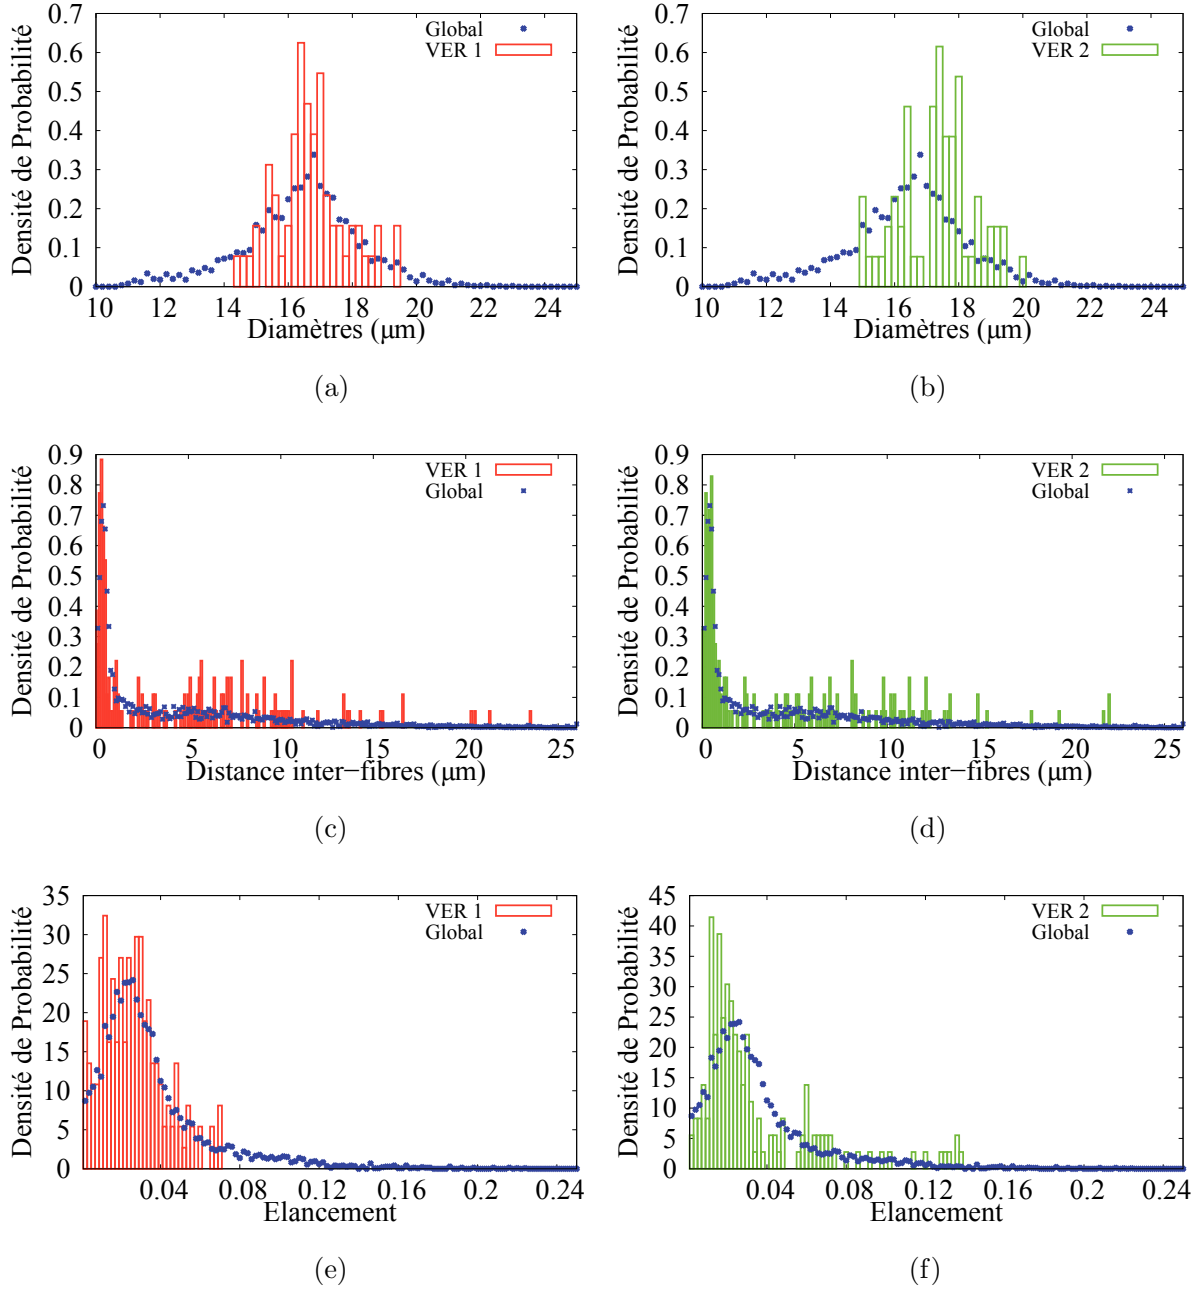 0.7
0.6
0.5
0.4
0.3
0.2
0.1
0
Densité de Probabilité
Global
VER 1
10 12 14 16 18 20 22 24
Diamètres (μm)
(a)
0.7
0.6
0.5
0.4
0.3
0.2
0.1
0
Densité de Probabilité
Global
VER 2
10 12 14 16 18 20 22 24
Diamètres (μm)
(b)
0.9
0.8
0.7
0.6
0.5
0.4
0.3
0.2
0.1
0
Densité de Probabilité
VER 1
Global
0 5 10 15 20 25
Distance inter−fibres (μm)
(c)
0.9
0.8
0.7
0.6
0.5
0.4
0.3
0.2
0.1
0
Densité de Probabilité
VER 2
Global
0 5 10 15 20 25
Distance inter−fibres (μm)
(d)
35
30
25
20
15
10
5
0
Densité de Probabilité
VER 1
Global
0.04 0.08 0.12 0.16 0.2 0.24
Elancement
(e)
45
40
35
30
25
20
15
10
5
0
Densité de Probabilité
VER 2
Global
0.04 0.08 0.12 0.16 0.2 0.24
Elancement
(f)